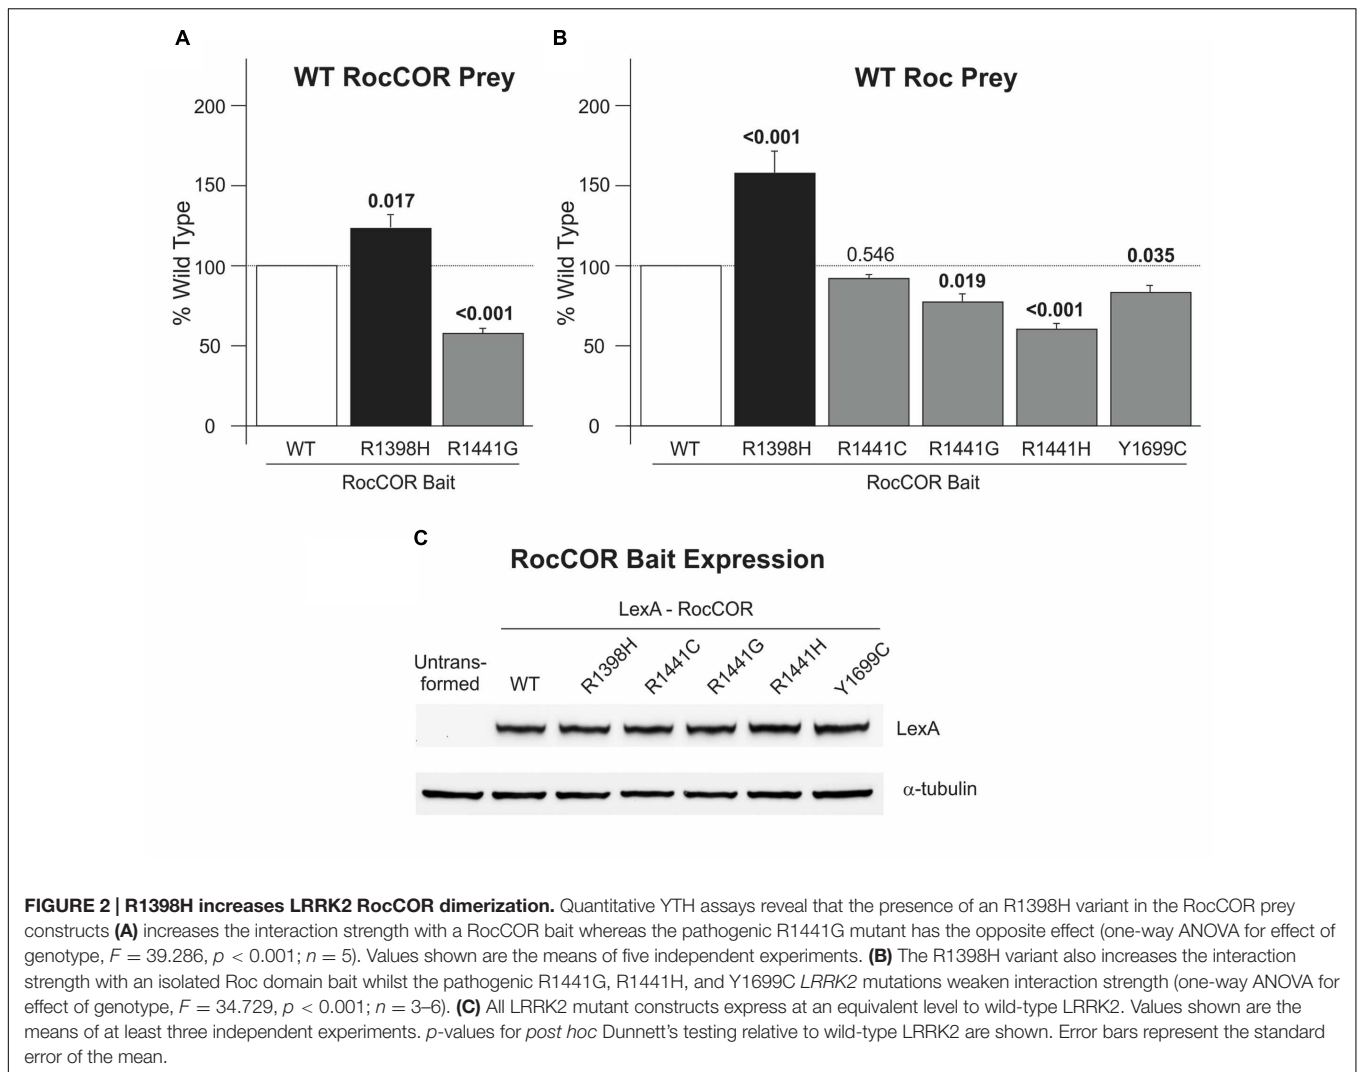 A
WT RocCOR Prey
% Wild Type
200
150
100
50
0
0.017
<0.001
WT R1398H R1441G
RocCOR Bait
B
WT Roc Prey
% Wild Type
200
150
100
50
0
<0.001
0.546
0.019
<0.001
0.035
WT R1398H R1441C R1441G R1441H Y1699C
RocCOR Bait
C
RocCOR Bait Expression
LexA - RocCOR
Untrans-
formed
WT
R1398H
R1441C
R1441G
R1441H
Y1699C
LexA
α-tubulin
FIGURE 2 | R1398H increases LRRK2 RocCOR dimerization. Quantitative YTH assays reveal that the presence of an R1398H variant in the RocCOR prey
constructs (A) increases the interaction strength with a RocCOR bait whereas the pathogenic R1441G mutant has the opposite effect (one-way ANOVA for effect of
genotype, F = 39.286, p < 0.001; n = 5). Values shown are the means of five independent experiments. (B) The R1398H variant also increases the interaction
strength with an isolated Roc domain bait whilst the pathogenic R1441G, R1441H, and Y1699C LRRK2 mutations weaken interaction strength (one-way ANOVA for
effect of genotype, F = 34.729, p < 0.001; n = 3–6). (C) All LRRK2 mutant constructs express at an equivalent level to wild-type LRRK2. Values shown are the
means of at least three independent experiments. p-values for post hoc Dunnett's testing relative to wild-type LRRK2 are shown. Error bars represent the standard
error of the mean.